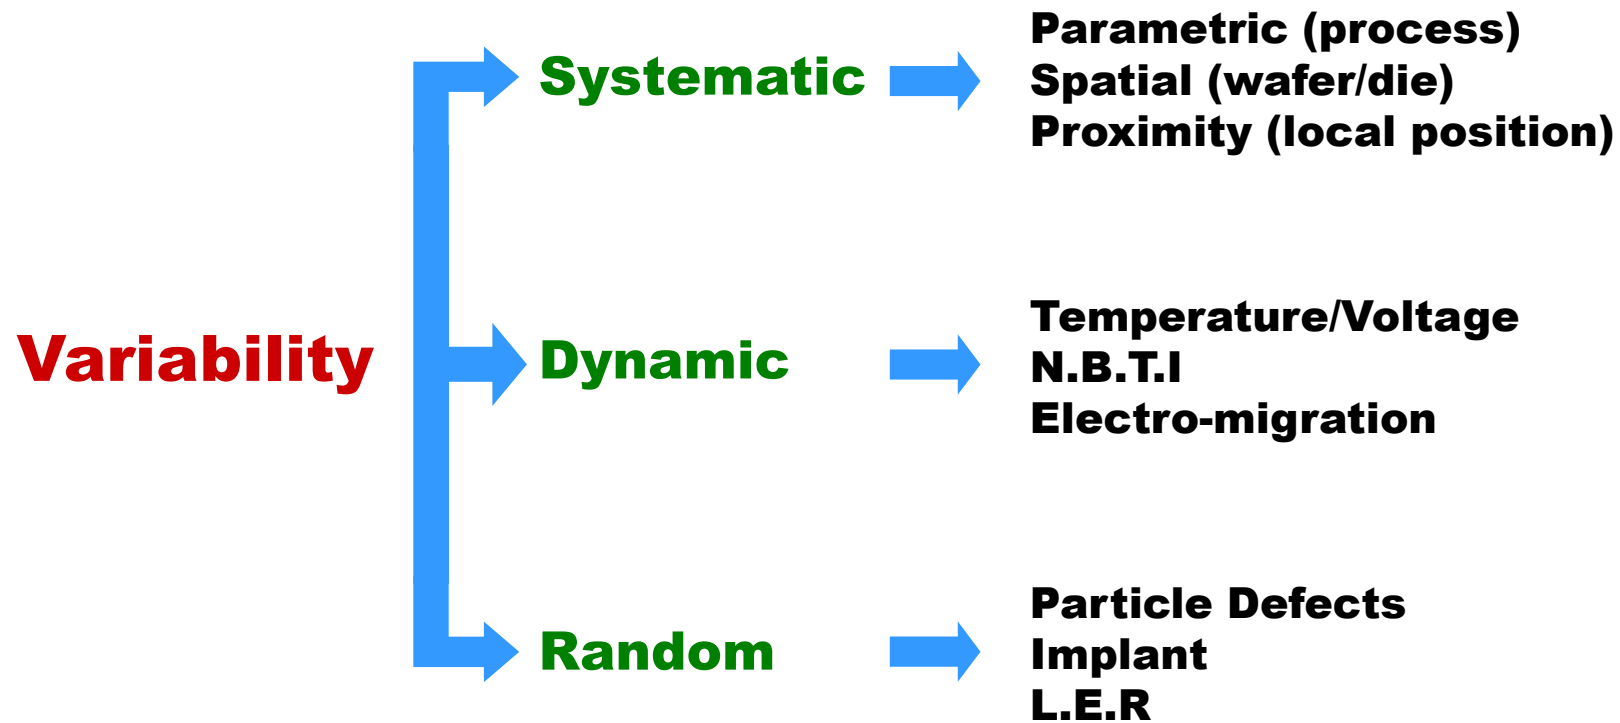 Variability
Systematic
Parametric (process)
Spatial (wafer/die)
Proximity (local position)
Dynamic
Temperature/Voltage
N.B.T.I
Electro-migration
Random
Particle Defects
Implant
L.E.R